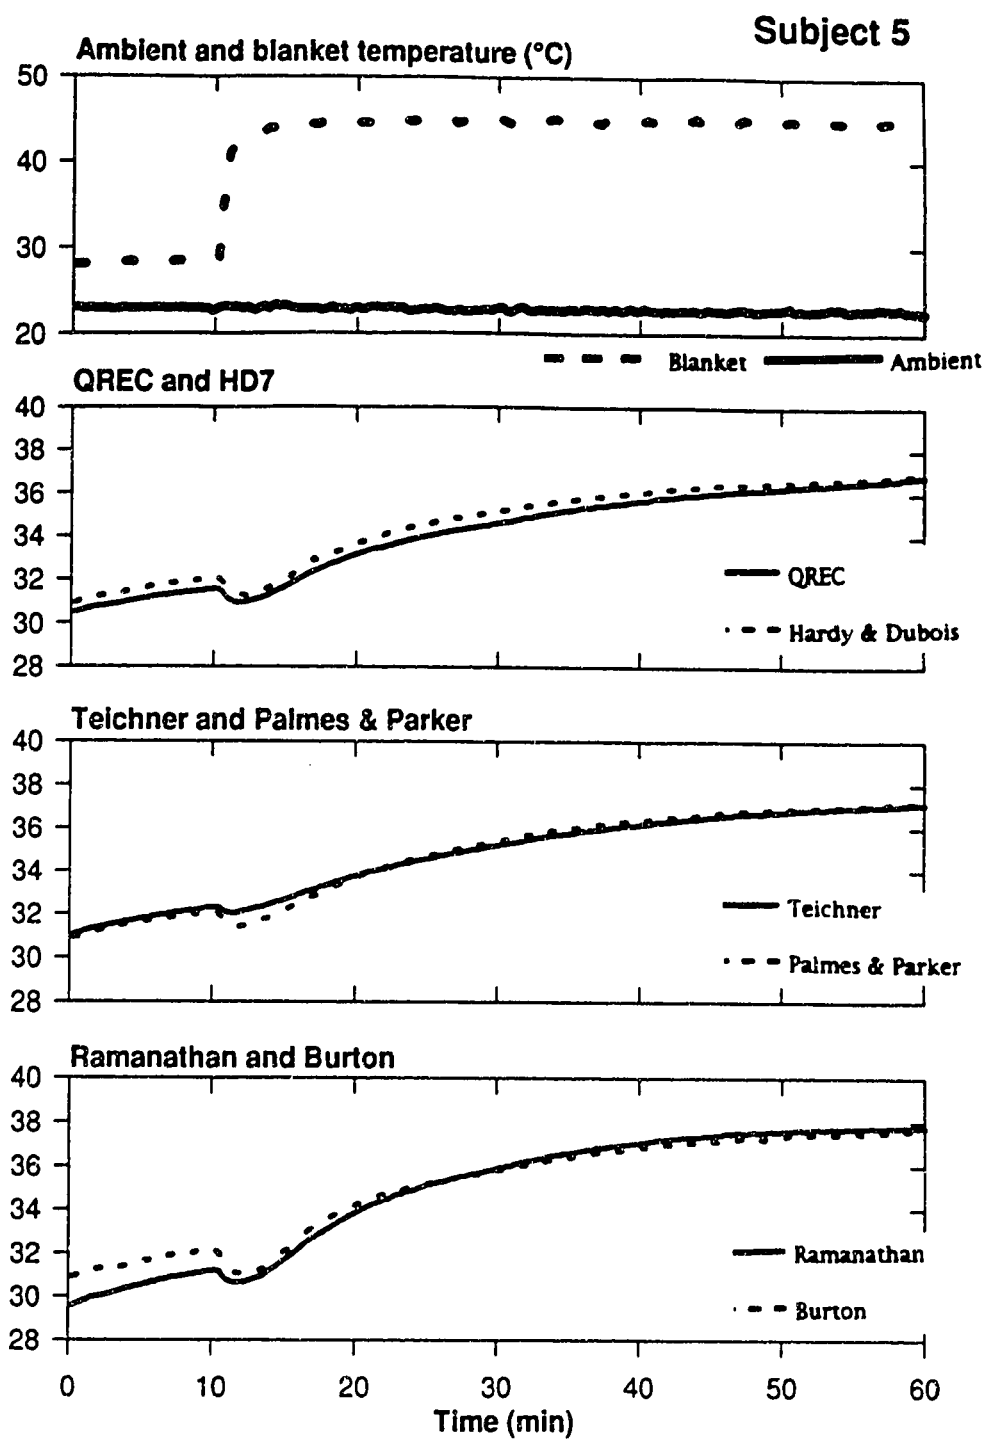 Subject 5
Ambient and blanket temperature (°C)
50
40
30
20
Blanket
Ambient
QREC and HD7
40
38
36
34
32
30
28
QREC
Hardy & Dubois
Teichner and Palmes & Parker
40
38
36
34
32
30
28
Teichner
Palmes & Parker
Ramanathan and Burton
40
38
36
34
32
30
28
Ramanathan
Burton
0 10 20 30 40 50 60
Time (min)